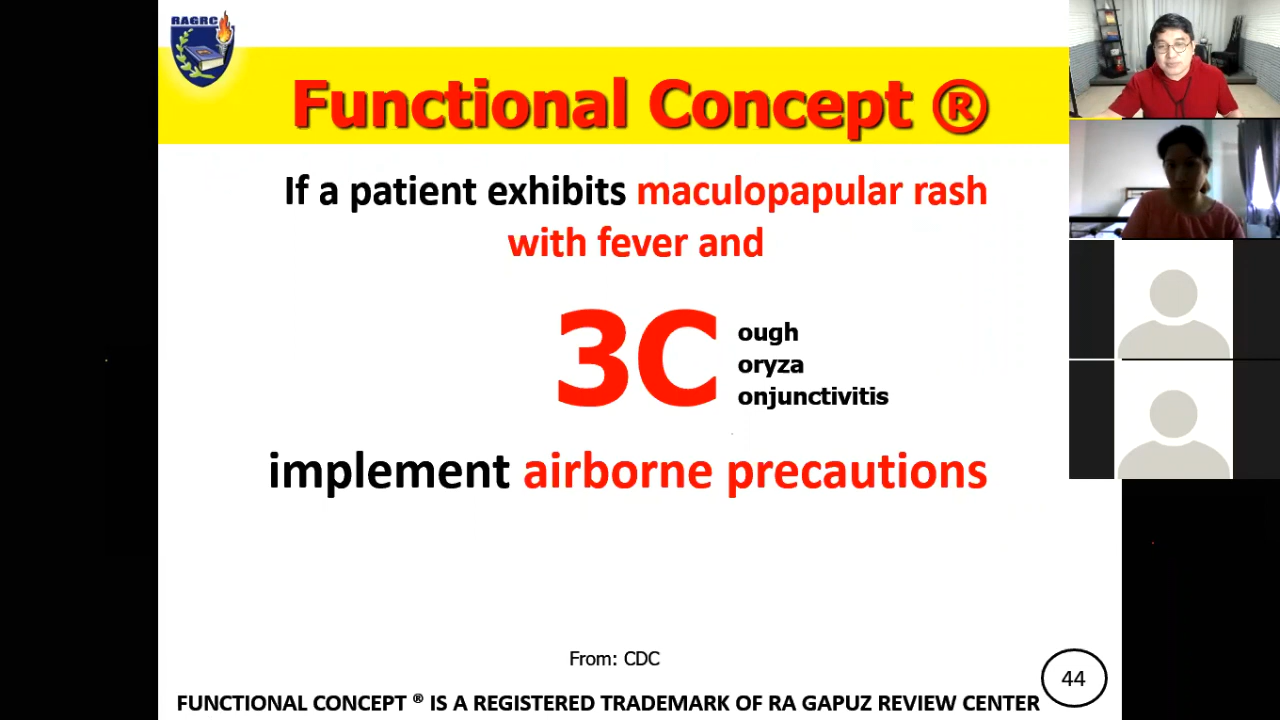 RAGRC
Functional Concept ®
If a patient exhibits maculopapular rash
with fever and
3C
ough
oryza
onjunctivitis
implement airborne precautions
From: CDC
44
FUNCTIONAL CONCEPT ® IS A REGISTERED TRADEMARK OF RA GAPUZ REVIEW CENTER